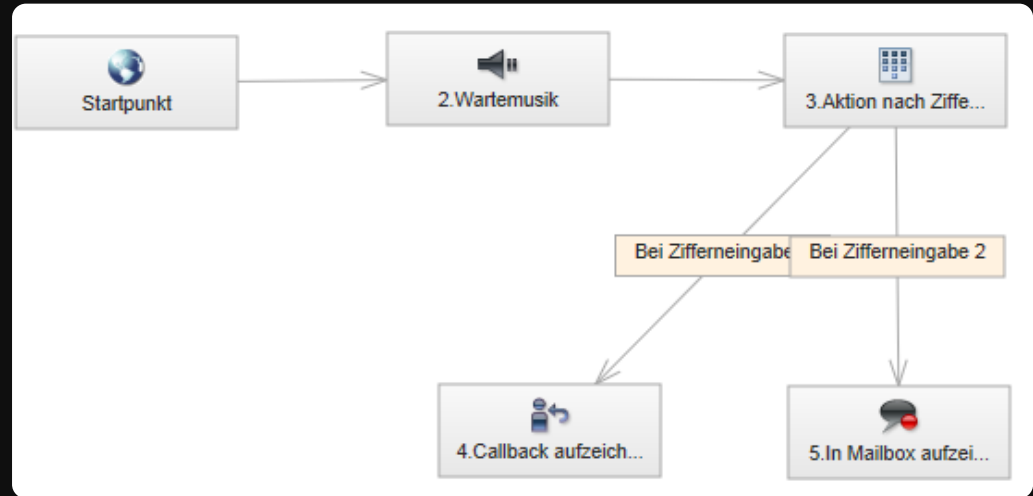 Startpunkt
2.Wartemusik
3.Aktion nach Ziffe...
Bei Zifferneingabe
Bei Zifferneingabe 2
4.Callback aufzeich...
5.In Mailbox aufzei...